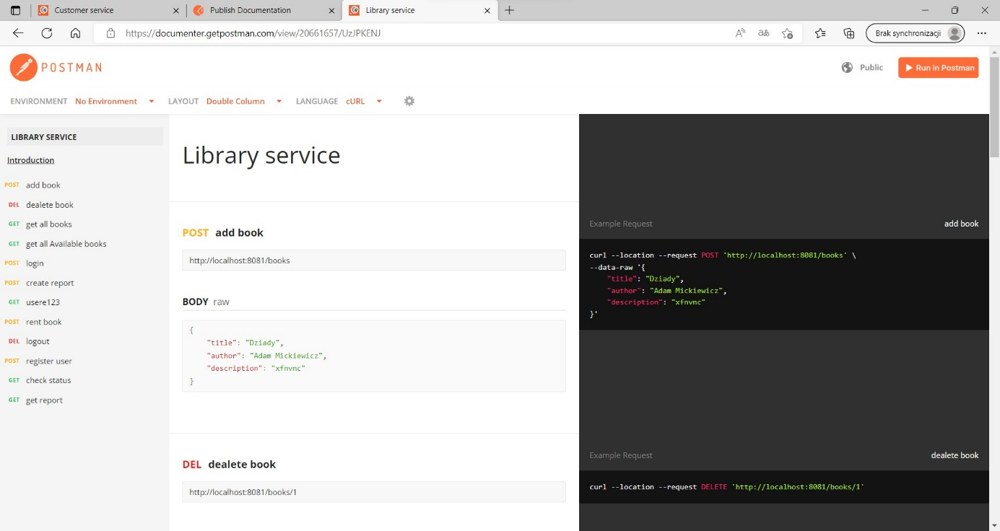 Customer service
Publish Documentation
Library service
https://documenter.getpostman.com/view/20661657/UzJPKENJ
Brak synchronizacji
POSTMAN
Public
Run in Postman
ENVIRONMENT No Environment LAYOUT Double Column LANGUAGE cURL
LIBRARY SERVICE
Introduction
POST add book
DEL dealete book
GET get all books
GET get all Available books
POST login
POST create report
GET usere123
POST rent book
DEL logout
POST register user
GET check status
GET get report
Library service
POST add book
http://localhost:8081/books
BODY raw
{
"title": "Dziady",
"author": "Adam Mickiewicz",
"description": "xfnvnc"
}
DEL dealete book
http://localhost:8081/books/1
Example Request add book
curl --location --request POST 'http://localhost:8081/books' \
--data-raw '{
"title": "Dziady",
"author": "Adam Mickiewicz",
"description": "xfnvnc"
}'
Example Request dealete book
curl --location --request DELETE 'http://localhost:8081/books/1'